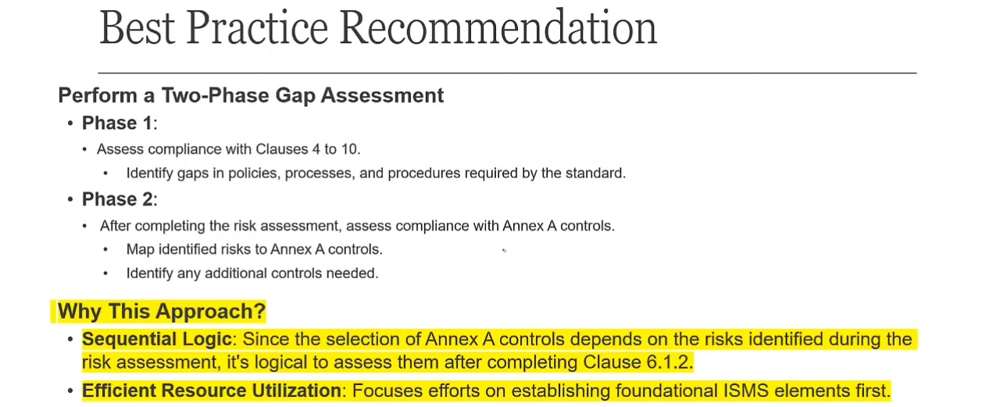 Best Practice Recommendation
Perform a Two-Phase Gap Assessment
• Phase 1:
• Assess compliance with Clauses 4 to 10.
• Identify gaps in policies, processes, and procedures required by the standard.
• Phase 2:
• After completing the risk assessment, assess compliance with Annex A controls.
• Map identified risks to Annex A controls.
• Identify any additional controls needed.
Why This Approach?
• Sequential Logic: Since the selection of Annex A controls depends on the risks identified during the
risk assessment, it's logical to assess them after completing Clause 6.1.2.
• Efficient Resource Utilization: Focuses efforts on establishing foundational ISMS elements first.